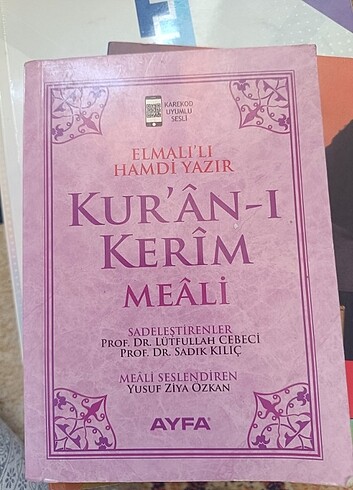 KAREKOD
UYUMLU
SESLİ
ELMALI'LI
HAMDİ YAZIR
KUR'ÂN-I
KERÎM
MEÂLİ
SADELEŞTİRENLER
PROF. DR. LÜTFULLAH CEBECİ
PROF. DR. SADIK KILIÇ
MEÂLİ SESLENDİREN
YUSUF ZİYA ÖZKAN
AYFA®